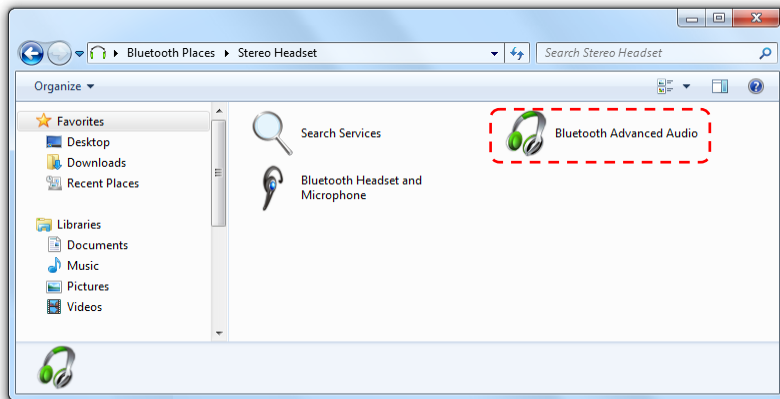 Bluetooth Places Stereo Headset Search Stereo Headset
Organize
Favorites
Desktop
Downloads
Recent Places
Libraries
Documents
Music
Pictures
Videos
Search Services
Bluetooth Advanced Audio
Bluetooth Headset and
Microphone